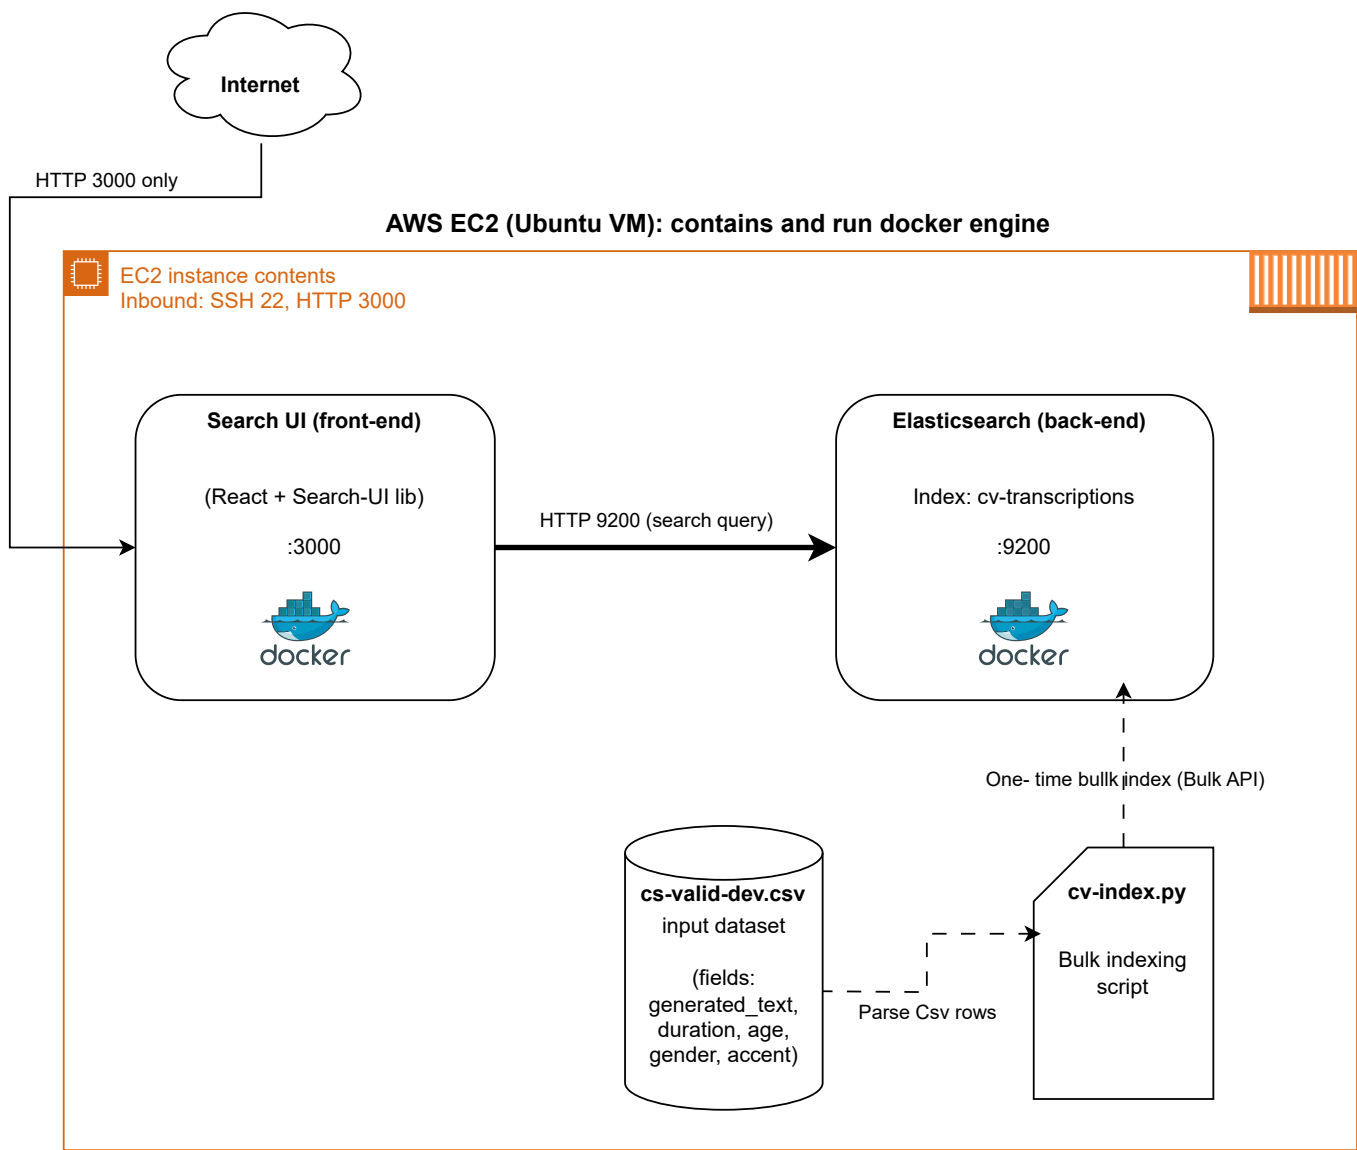 Internet
HTTP 3000 only
AWS EC2 (Ubuntu VM): contains and run docker engine
EC2 instance contents
Inbound: SSH 22, HTTP 3000
Search UI (front-end)
(React + Search-UI lib)
:3000
docker
HTTP 9200 (search query)
Elasticsearch (back-end)
Index: cv-transcriptions
:9200
docker
One- time bullk index (Bulk API)
cs-valid-dev.csv
input dataset
(fields:
generated_text,
duration, age,
gender, accent)
Parse Csv rows
cv-index.py
Bulk indexing
script